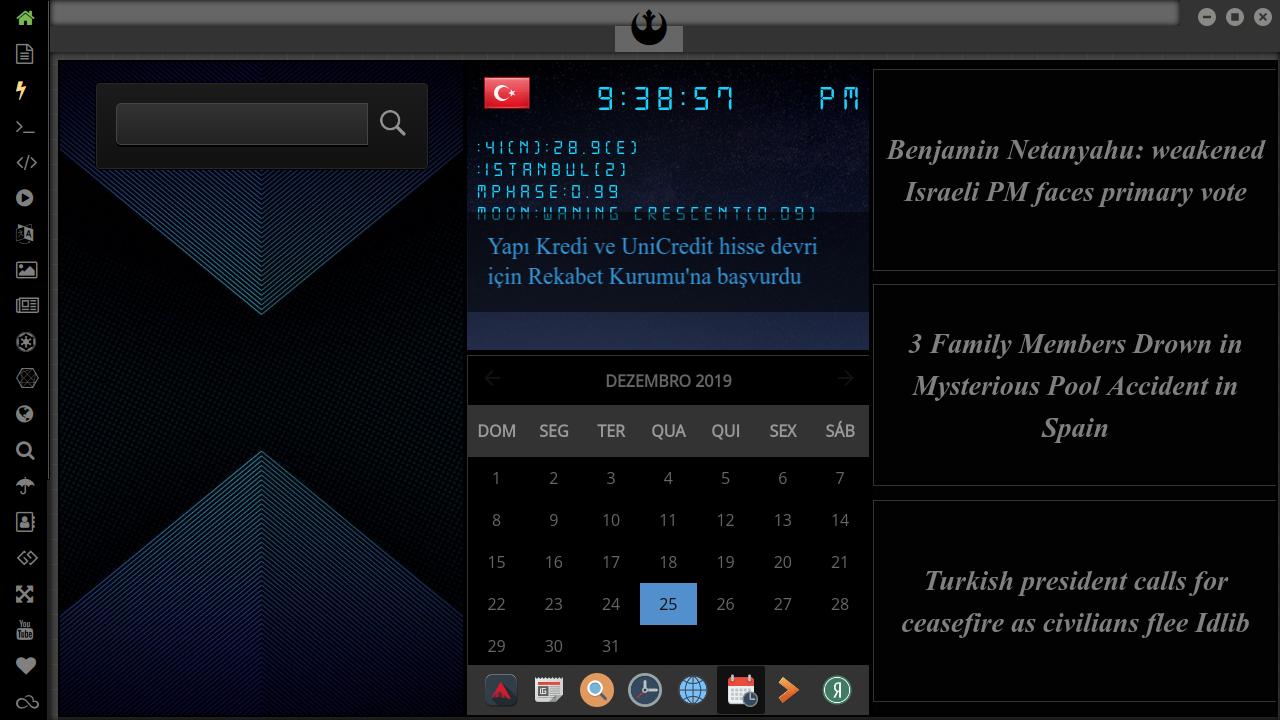 9:38:57 PM
:41(N):28.9(E)
:ISTANBUL(2)
MPHASE:0.99
MOON:WANING CRESCENT(0.09)
Yapı Kredi ve UniCredit hisse devri
için Rekabet Kurumu'na başvurdu
DEZEMBRO 2019
DOM SEG TER QUA QUI SEX SÁB
1 2 3 4 5 6 7
8 9 10 11 12 13 14
15 16 17 18 19 20 21
22 23 24 25 26 27 28
29 30 31
Benjamin Netanyahu: weakened
Israeli PM faces primary vote
3 Family Members Drown in
Mysterious Pool Accident in
Spain
Turkish president calls for
ceasefire as civilians flee Idlib
You
Tube
Я